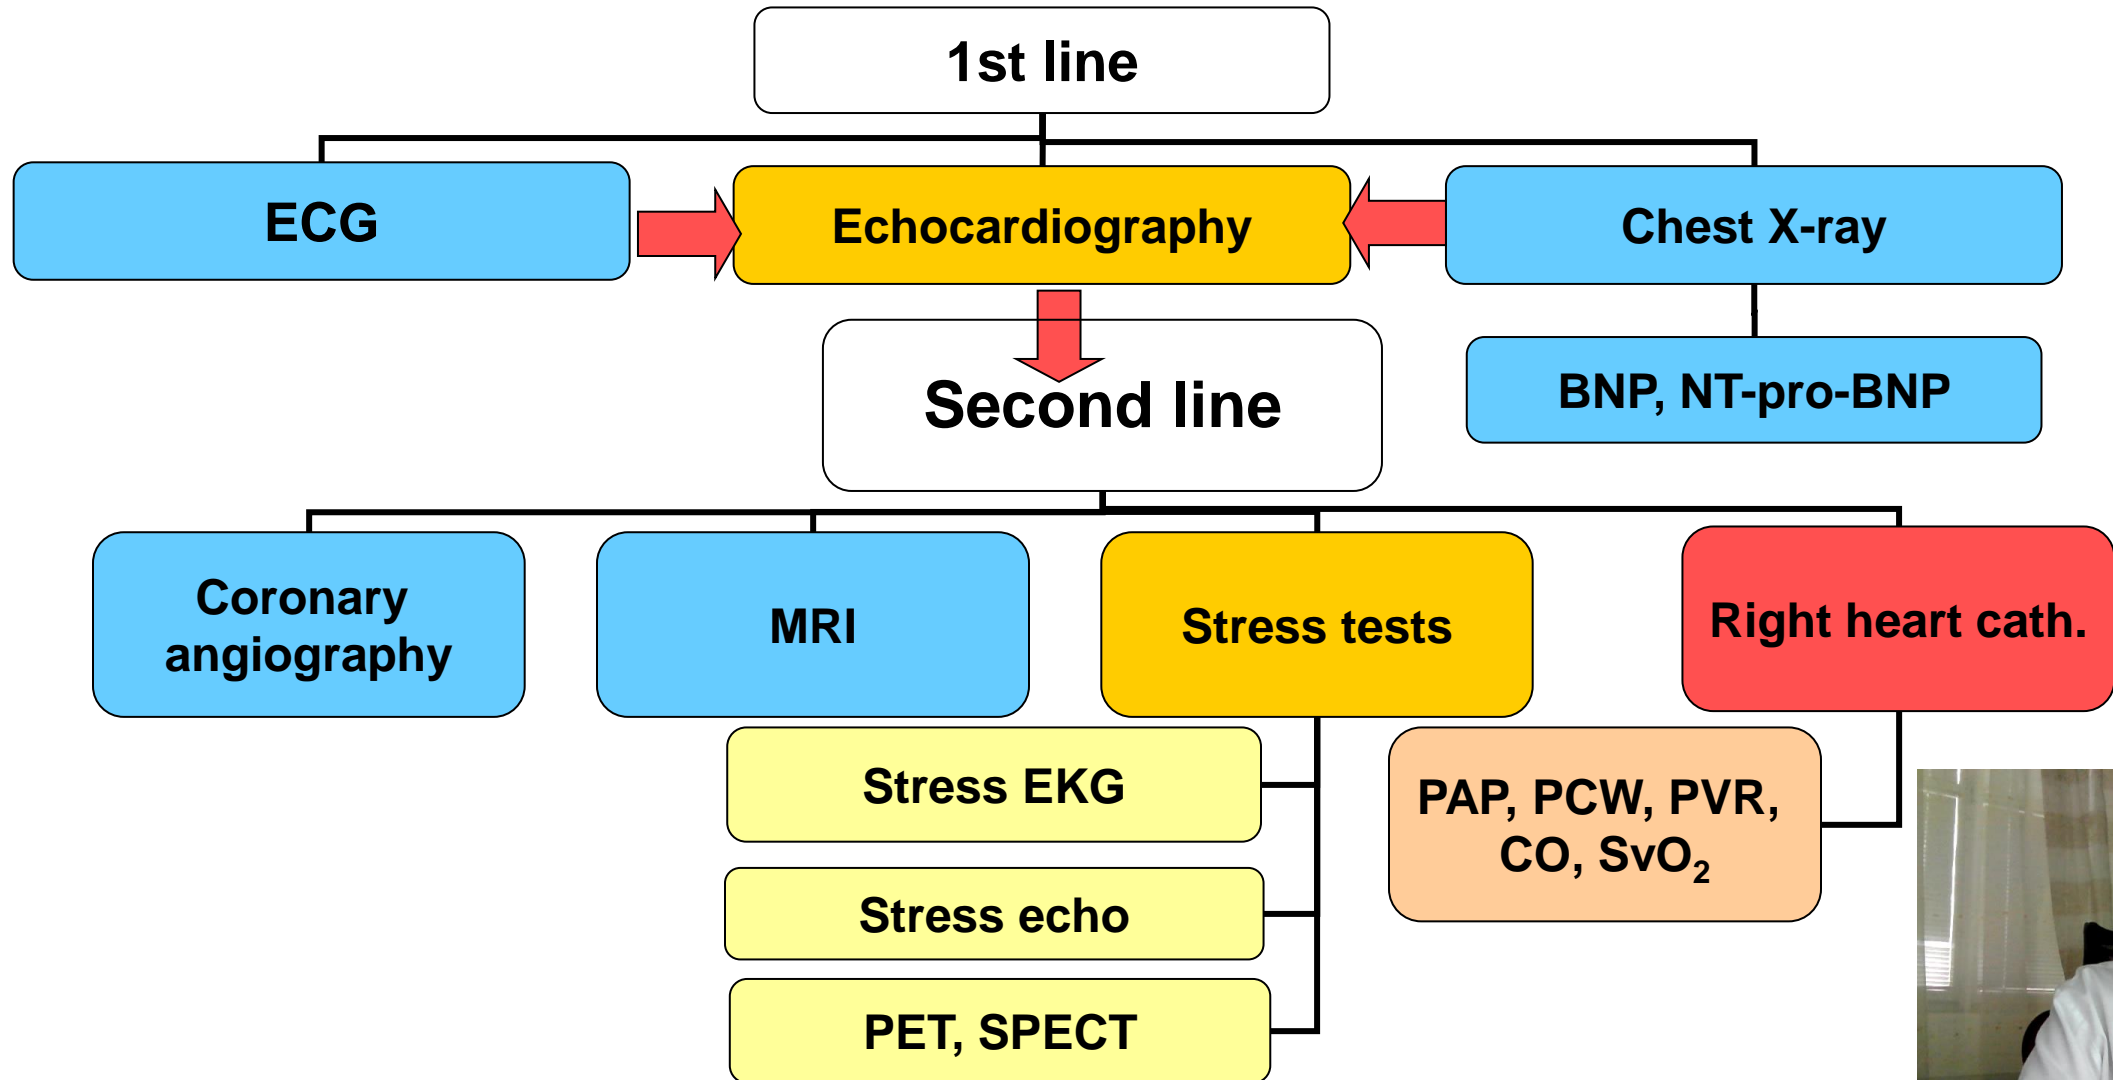 1st line
ECG
Echocardiography
Chest X-ray
BNP, NT-pro-BNP
Second line
Coronary
angiography
MRI
Stress tests
Right heart cath.
Stress EKG
Stress echo
PET, SPECT
PAP, PCW, PVR,
CO, SvO₂